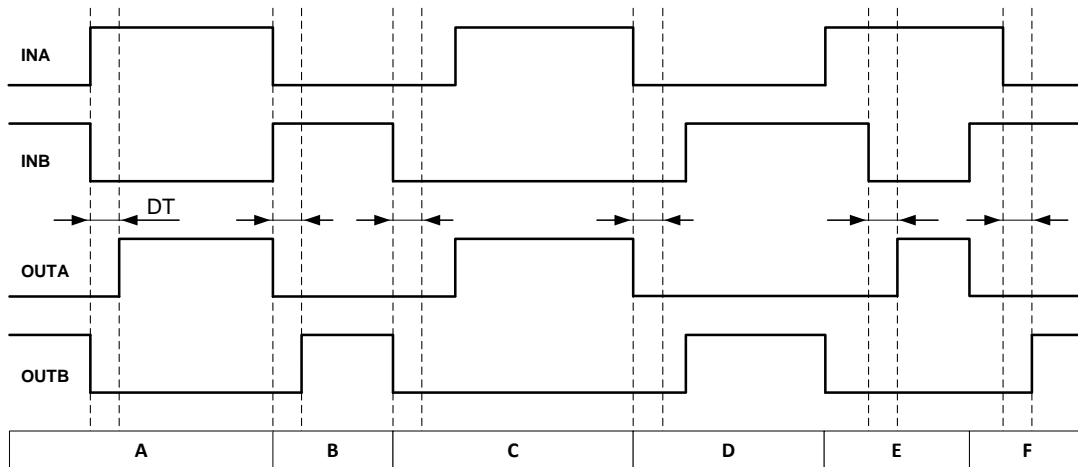 INA
INB
DT
OUTA
OUTB
A B C D E F